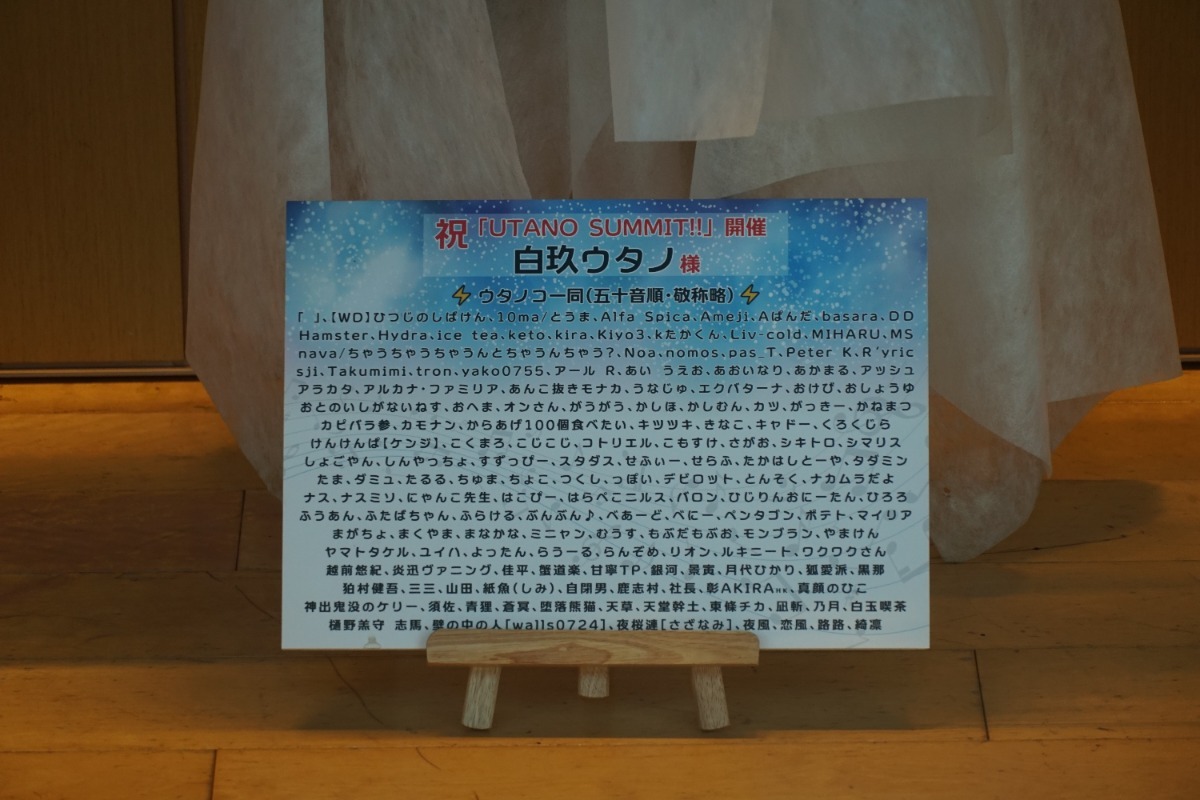 祝「UTANO SUMMIT!!」開催
白玖ウタノ様
⚡ウタノコ一同(五十音順・敬称略)⚡
「 」、【WD】ひつじのしばけん、10ma/とうま、Alfa Spica、Ameji、Aぱんだ、basara、DD
Hamster、Hydra、ice tea、keto、kira、Kiyo3、kたかくん、Liv-cold、MIHARU、MS
nava/ちゃうちゃうちゃうんとちゃうんちゃう?、Noa、nomos、pas_T、Peter K、R'yric
sji、Takumimi、tron、yako0755、アール R、あい うえお、あおいなり、あかまる、アッシュ
アラカタ、アルカナ・ファミリア、あんこ抜きモナカ、うなじゅ、エクバターナ、おけぴ、おしょうゆ
おとのいしがないねす、おへま、オンさん、がうがう、かしほ、かしむん、カツ、がっきー、かねまつ
カピバラ参、カモナン、からあげ100個食べたい、キツツキ、きなこ、キャドー、くろくじら
けんけんぱ【ケンジ】、こくまろ、こじこじ、コトリエル、こもすけ、さがお、シキトロ、シマリス
しょごやん、しんやっちょ、すずっぴー、スタダス、せふぃー、せらふ、たかはしとーや、タダミン
たま、ダミュ、たるる、ちゅま、ちょこ、つくし、っぽい、デビロット、とんそく、ナカムラだよ
ナス、ナスミソ、にゃんこ先生、はこぴー、はらぺこニルス、バロン、ひじりんおにーたん、ひろろ
ふうあん、ふたばちゃん、ふらける、ぶんぶん♪、べあーど、べにー、ペンタゴン、ポテト、マイリア
まがちょ、まくやま、まなかな、ミニャン、むうす、もぶだもぶお、モンブラン、やまけん
ヤマトタケル、ユイハ、よったん、らうーる、らんぞめ、リオン、ルキニート、ワクワクさん
越前悠紀、炎迅ヴァニング、佳平、蟹道楽、甘寧TP、銀河、景寅、月代ひかり、狐愛派、黒那
狛村健吾、三三、山田、紙魚(しみ)、自閉男、鹿志村、社長、彰AKIRA、真顔のひこ
神出鬼没のケリー、須佐、青狸、蒼冥、堕落熊猫、天草、天堂幹土、東條チカ、凪斬、乃月、白玉喫茶
樋野羔守 志馬、壁の中の人[walls0724]、夜桜漣[さざなみ]、夜風、恋風、路路、綺凛